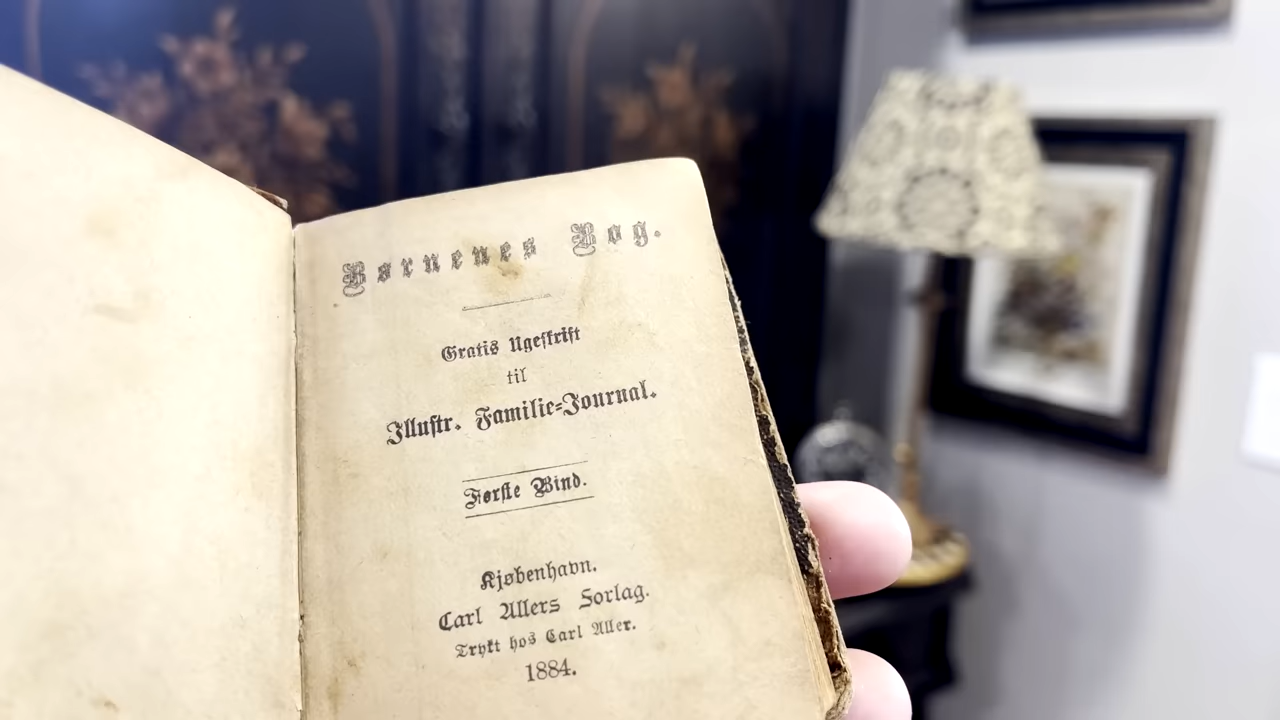 Børnenes Bog.
Gratis Ugeskrift
til
Illustr. Familie-Journal.
Første Bind.
Kjøbenhavn.
Carl Allers Forlag.
Trykt hos Carl Aller.
1884.